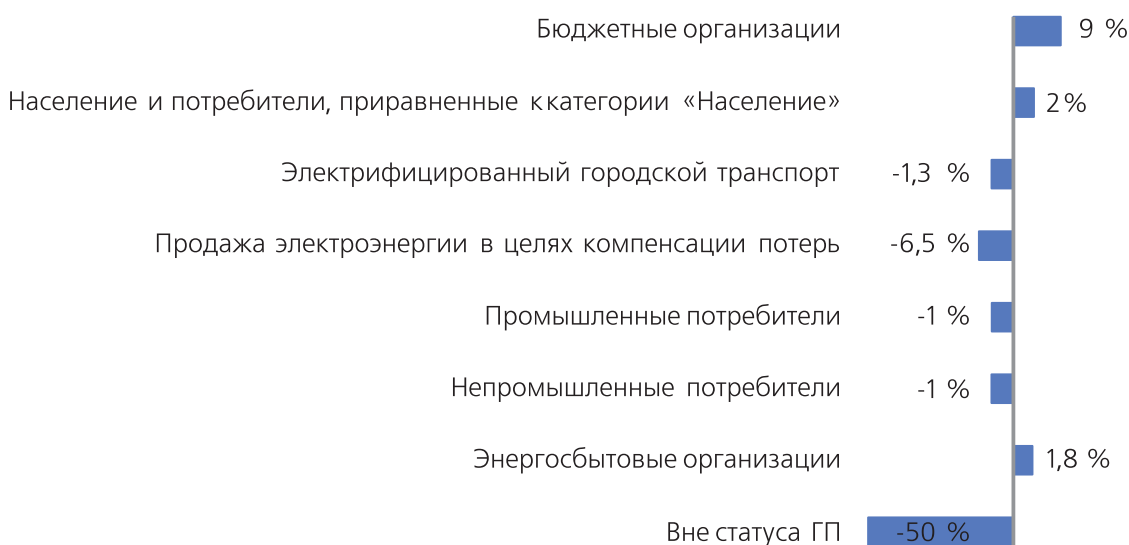 Бюджетные организации 9 %
Население и потребители, приравненные к категории «Население» 2%
Электрифицированный городской транспорт -1,3 %
Продажа электроэнергии в целях компенсации потерь -6,5 %
Промышленные потребители -1 %
Непромышленные потребители -1 %
Энергосбытовые организации 1,8 %
Вне статуса ГП -50 %